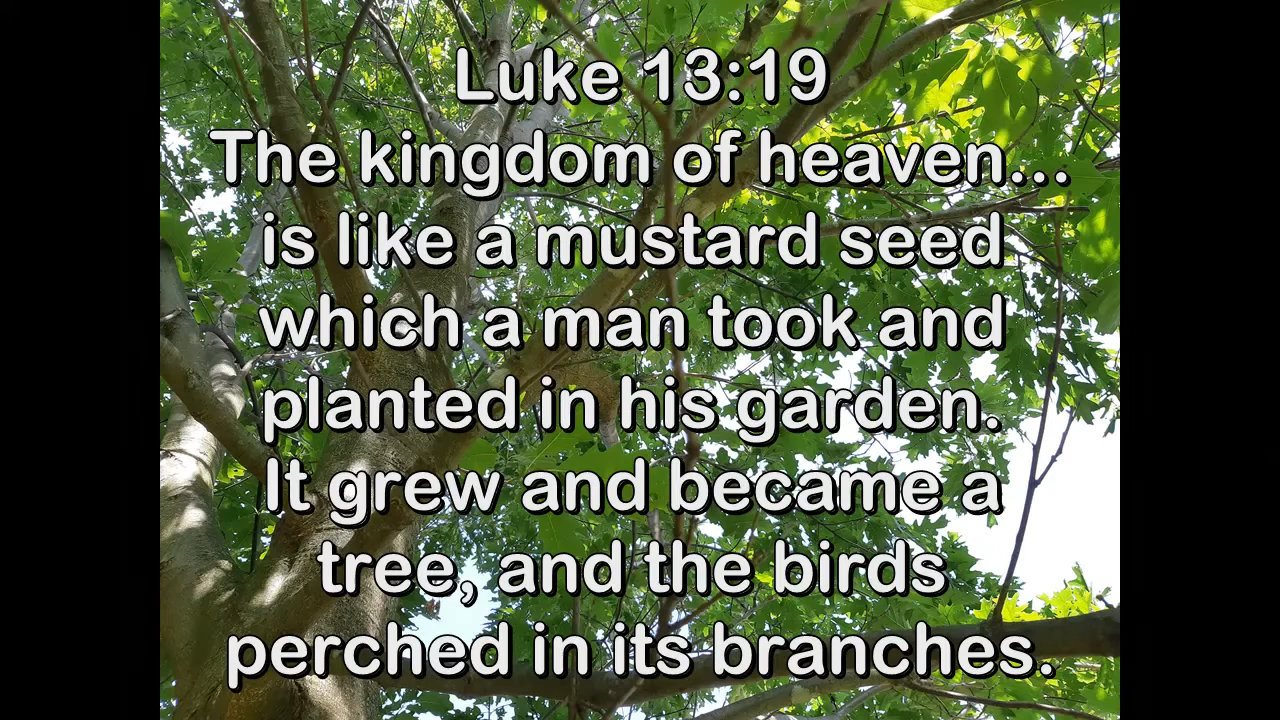 Luke 13:19
The kingdom of heaven...
is like a mustard seed
which a man took and
planted in his garden.
It grew and became a
tree, and the birds
perched in its branches.